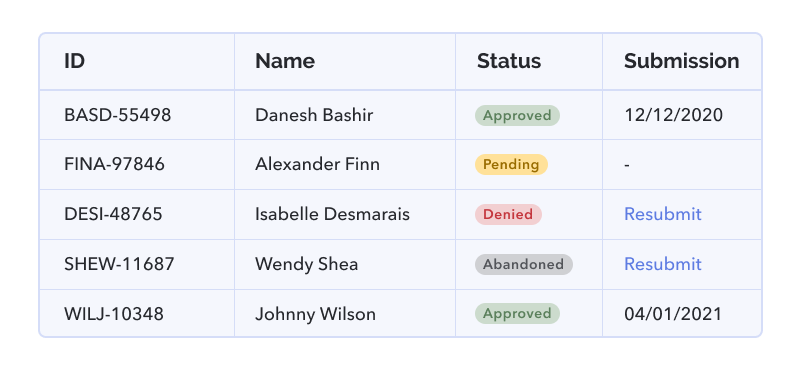 ID Name Status Submission
BASD-55498 Danesh Bashir Approved 12/12/2020
FINA-97846 Alexander Finn Pending -
DESI-48765 Isabelle Desmarais Denied Resubmit
SHEW-11687 Wendy Shea Abandoned Resubmit
WILJ-10348 Johnny Wilson Approved 04/01/2021